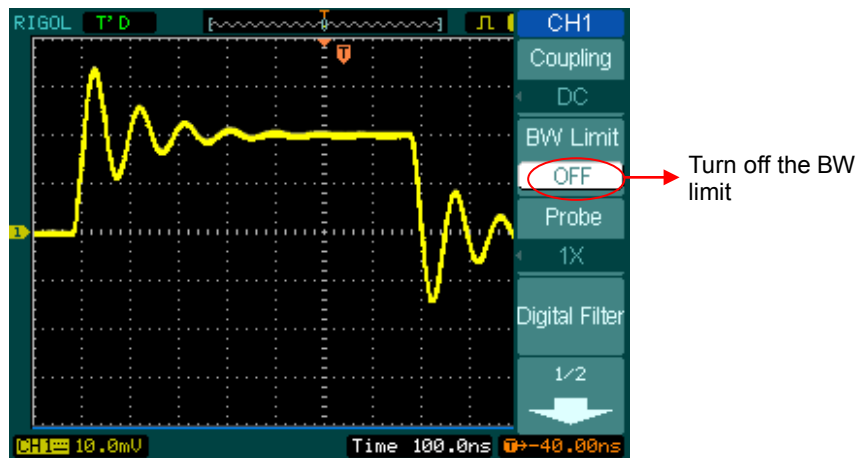 RIGOL T'D CH1
Coupling
DC
BW Limit
OFF
Turn off the BW
limit
Probe
1X
Digital Filter
1/2
1
T
T
CH1 10.0mV Time 100.0ns T→-40.00ns